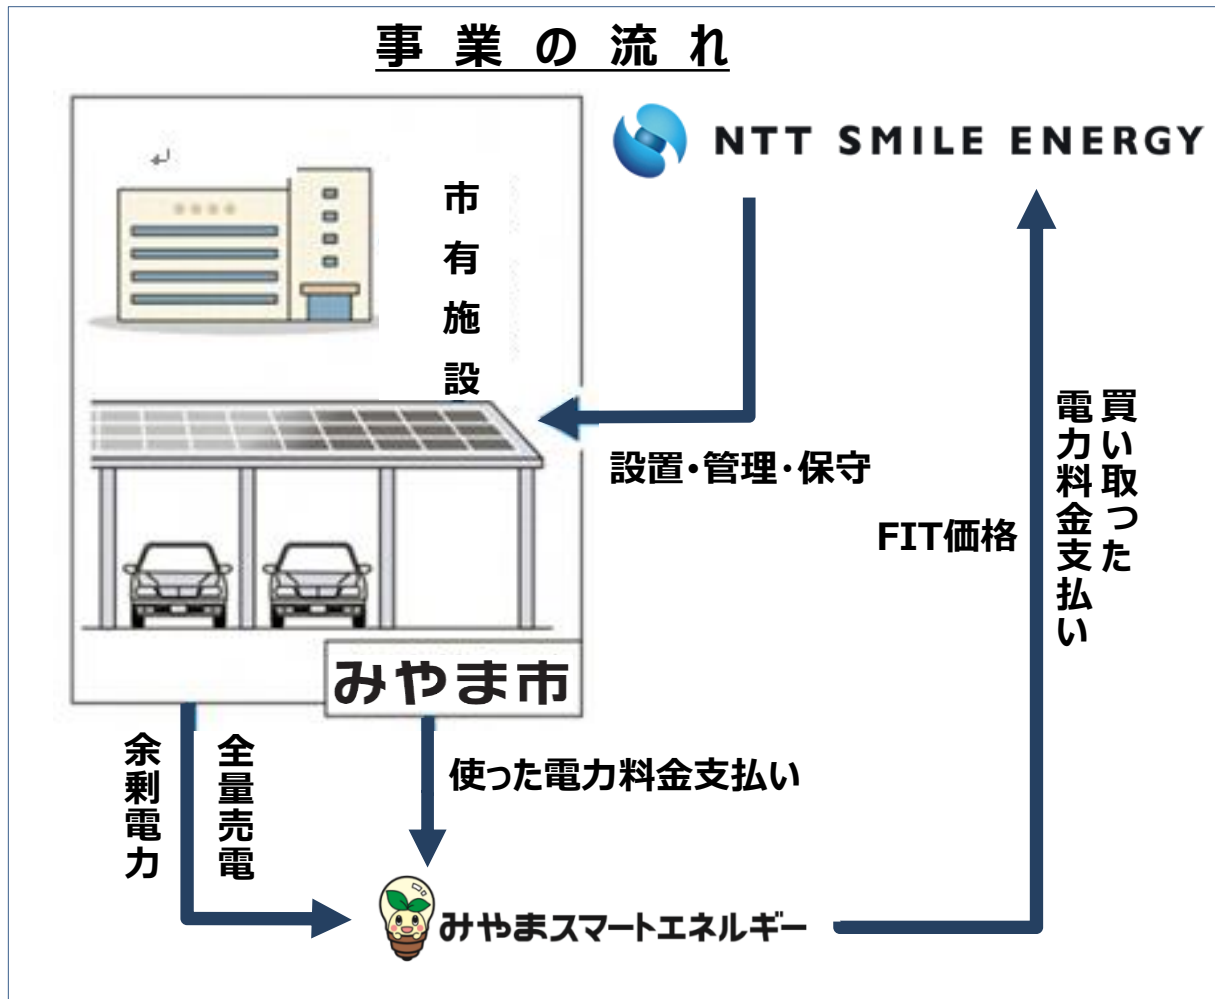 事業の流れ
NTT SMILE ENERGY
市有施設
設置・管理・保守
FIT価格
買い取った
電力料金支払い
みやま市
余剰電力
全量売電
使った電力料金支払い
みやまスマートエネルギー